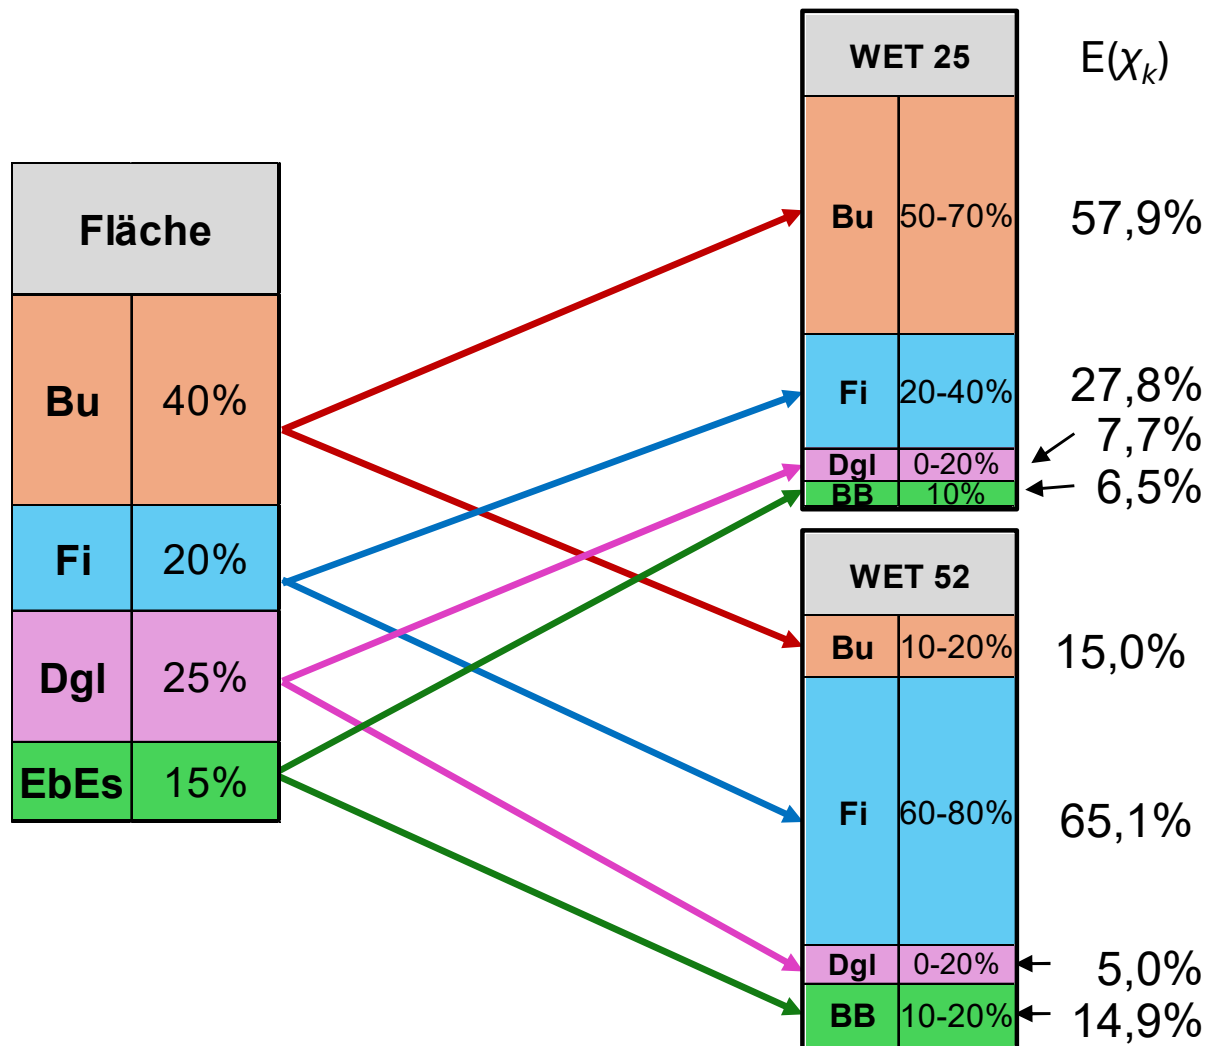 Fläche
Bu 40%
Fi 20%
Dgl 25%
EbEs 15%
WET 25 E(χk)
Bu 50-70% 57,9%
Fi 20-40% 27,8%
Dgl 0-20% 7,7%
BB 10% 6,5%
WET 52
Bu 10-20% 15,0%
Fi 60-80% 65,1%
Dgl 0-20% 5,0%
BB 10-20% 14,9%